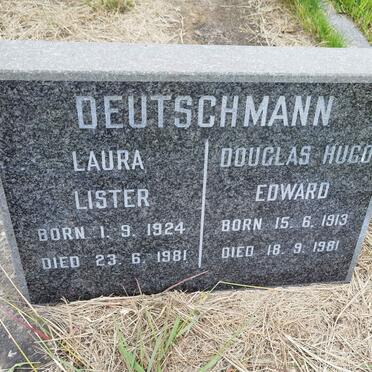 DEUTSCHMANN
LAURA
LISTER
BORN 1. 9. 1924
DIED 23. 6. 1981
DOUGLAS HUGO
EDWARD
BORN 15. 6. 1913
DIED 18. 9. 1981